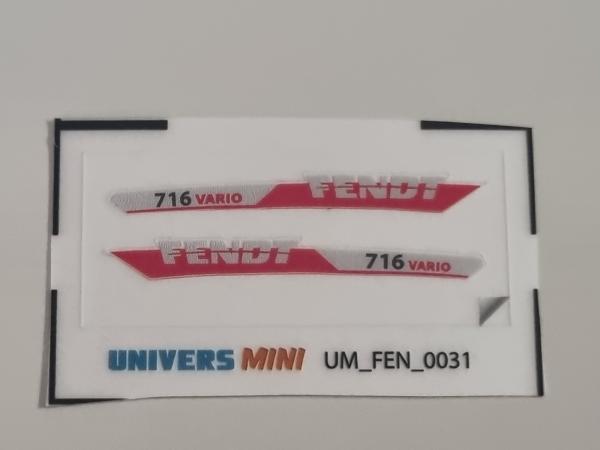 716 VARIO FENDT
FENDT 716 VARIO
UNIVERS MINI UM_FEN_0031